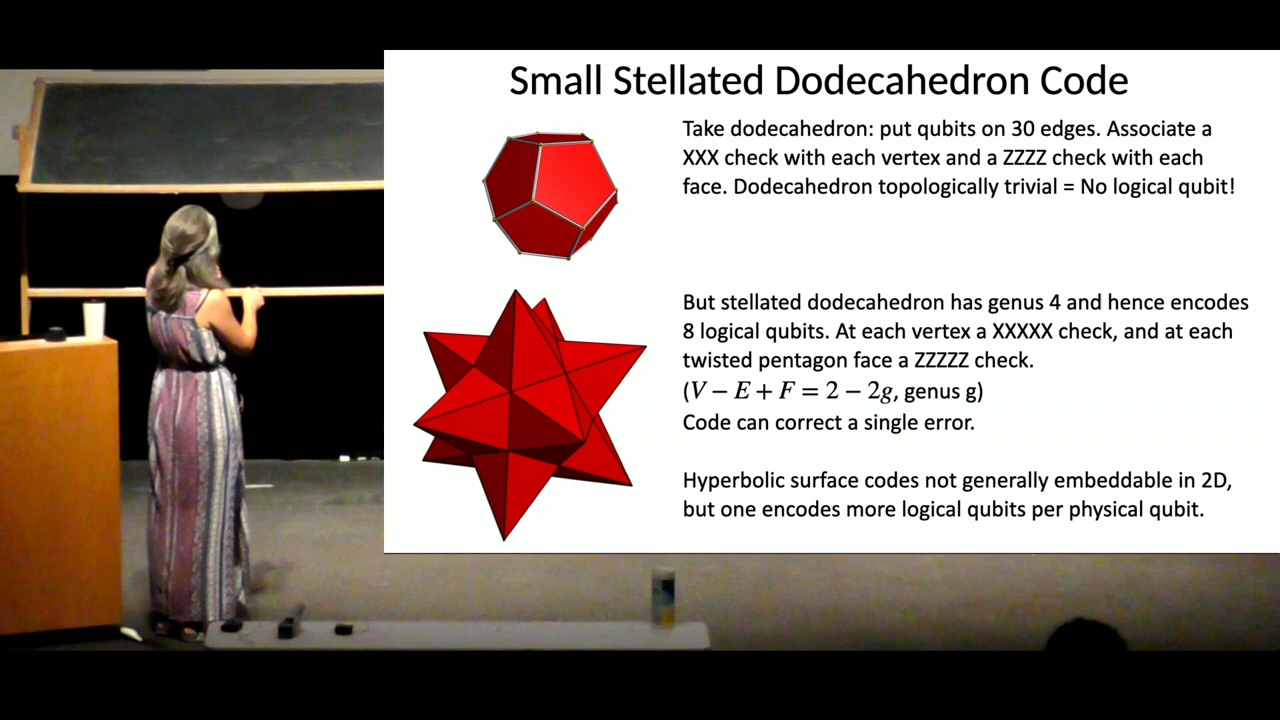 Small Stellated Dodecahedron Code
Take dodecahedron: put qubits on 30 edges. Associate a
XXX check with each vertex and a ZZZZ check with each
face. Dodecahedron topologically trivial = No logical qubit!
But stellated dodecahedron has genus 4 and hence encodes
8 logical qubits. At each vertex a XXXXX check, and at each
twisted pentagon face a ZZZZZ check.
(V − E + F = 2 − 2g, genus g)
Code can correct a single error.
Hyperbolic surface codes not generally embeddable in 2D,
but one encodes more logical qubits per physical qubit.